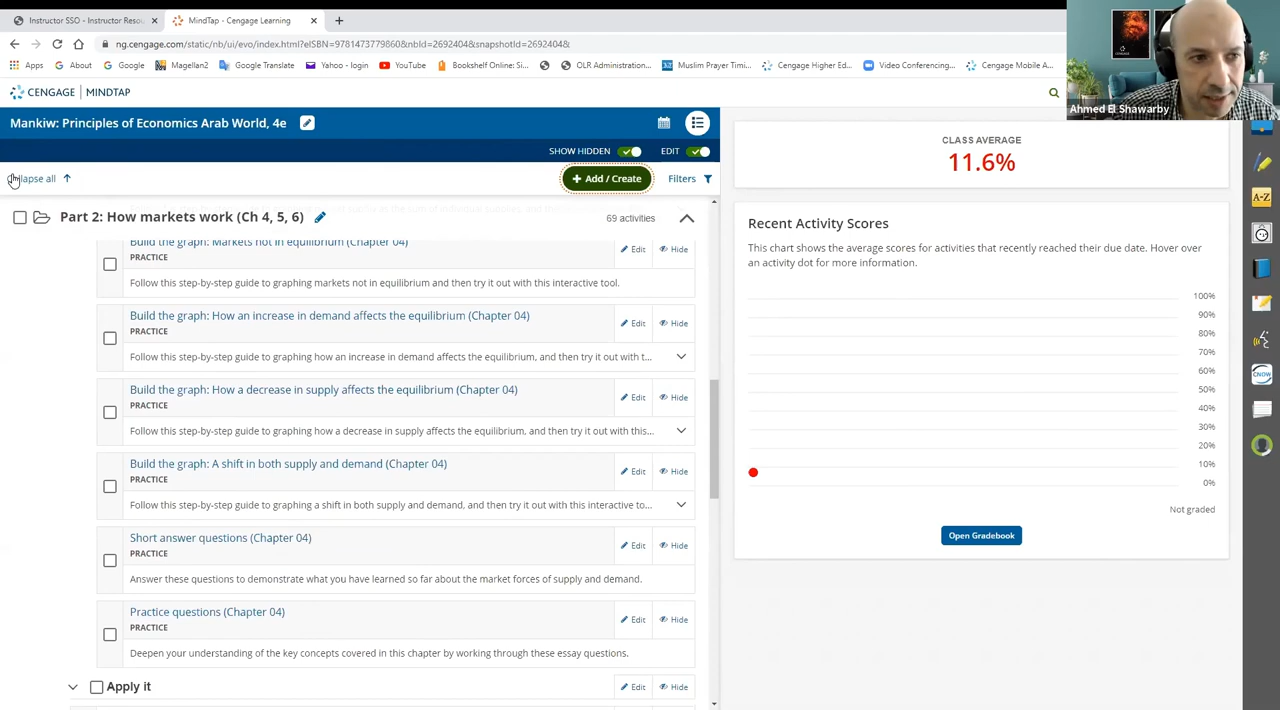 Instructor SSO - Instructor Resou
MindTap - Cengage Learning
ng.cengage.com/static/nb/ui/evo/index.html?eISBN=9781473779860&nbId=2692404&snapshotId=2692404&
Apps
About
Google
Magellan2
Google Translate
Yahoo - login
YouTube
Bookshelf Online: Si...
OLR Administration...
Muslim Prayer Timi...
Cengage Higher Ed...
Video Conferencing...
Cengage Mobile A...
Ahmed El Shawarby
CENGAGE | MINDTAP
Mankiw: Principles of Economics Arab World, 4e
SHOW HIDDEN
EDIT
lapse all
+ Add / Create
Filters
Part 2: How markets work (Ch 4, 5, 6)
69 activities
Build the graph: Markets not in equilibrium (Chapter 04)
PRACTICE
Edit
Hide
Follow this step-by-step guide to graphing markets not in equilibrium and then try it out with this interactive tool.
Build the graph: How an increase in demand affects the equilibrium (Chapter 04)
PRACTICE
Edit
Hide
Follow this step-by-step guide to graphing how an increase in demand affects the equilibrium, and then try it out with t...
Build the graph: How a decrease in supply affects the equilibrium (Chapter 04)
PRACTICE
Edit
Hide
Follow this step-by-step guide to graphing how a decrease in supply affects the equilibrium, and then try it out with this...
Build the graph: A shift in both supply and demand (Chapter 04)
PRACTICE
Edit
Hide
Follow this step-by-step guide to graphing a shift in both supply and demand, and then try it out with this interactive to...
Short answer questions (Chapter 04)
PRACTICE
Edit
Hide
Answer these questions to demonstrate what you have learned so far about the market forces of supply and demand.
Practice questions (Chapter 04)
PRACTICE
Edit
Hide
Deepen your understanding of the key concepts covered in this chapter by working through these essay questions.
Apply it
Edit
Hide
CLASS AVERAGE
11.6%
Recent Activity Scores
This chart shows the average scores for activities that recently reached their due date. Hover over
an activity dot for more information.
100%
90%
80%
70%
60%
50%
40%
30%
20%
10%
0%
Not graded
Open Gradebook
A-Z
CNOW